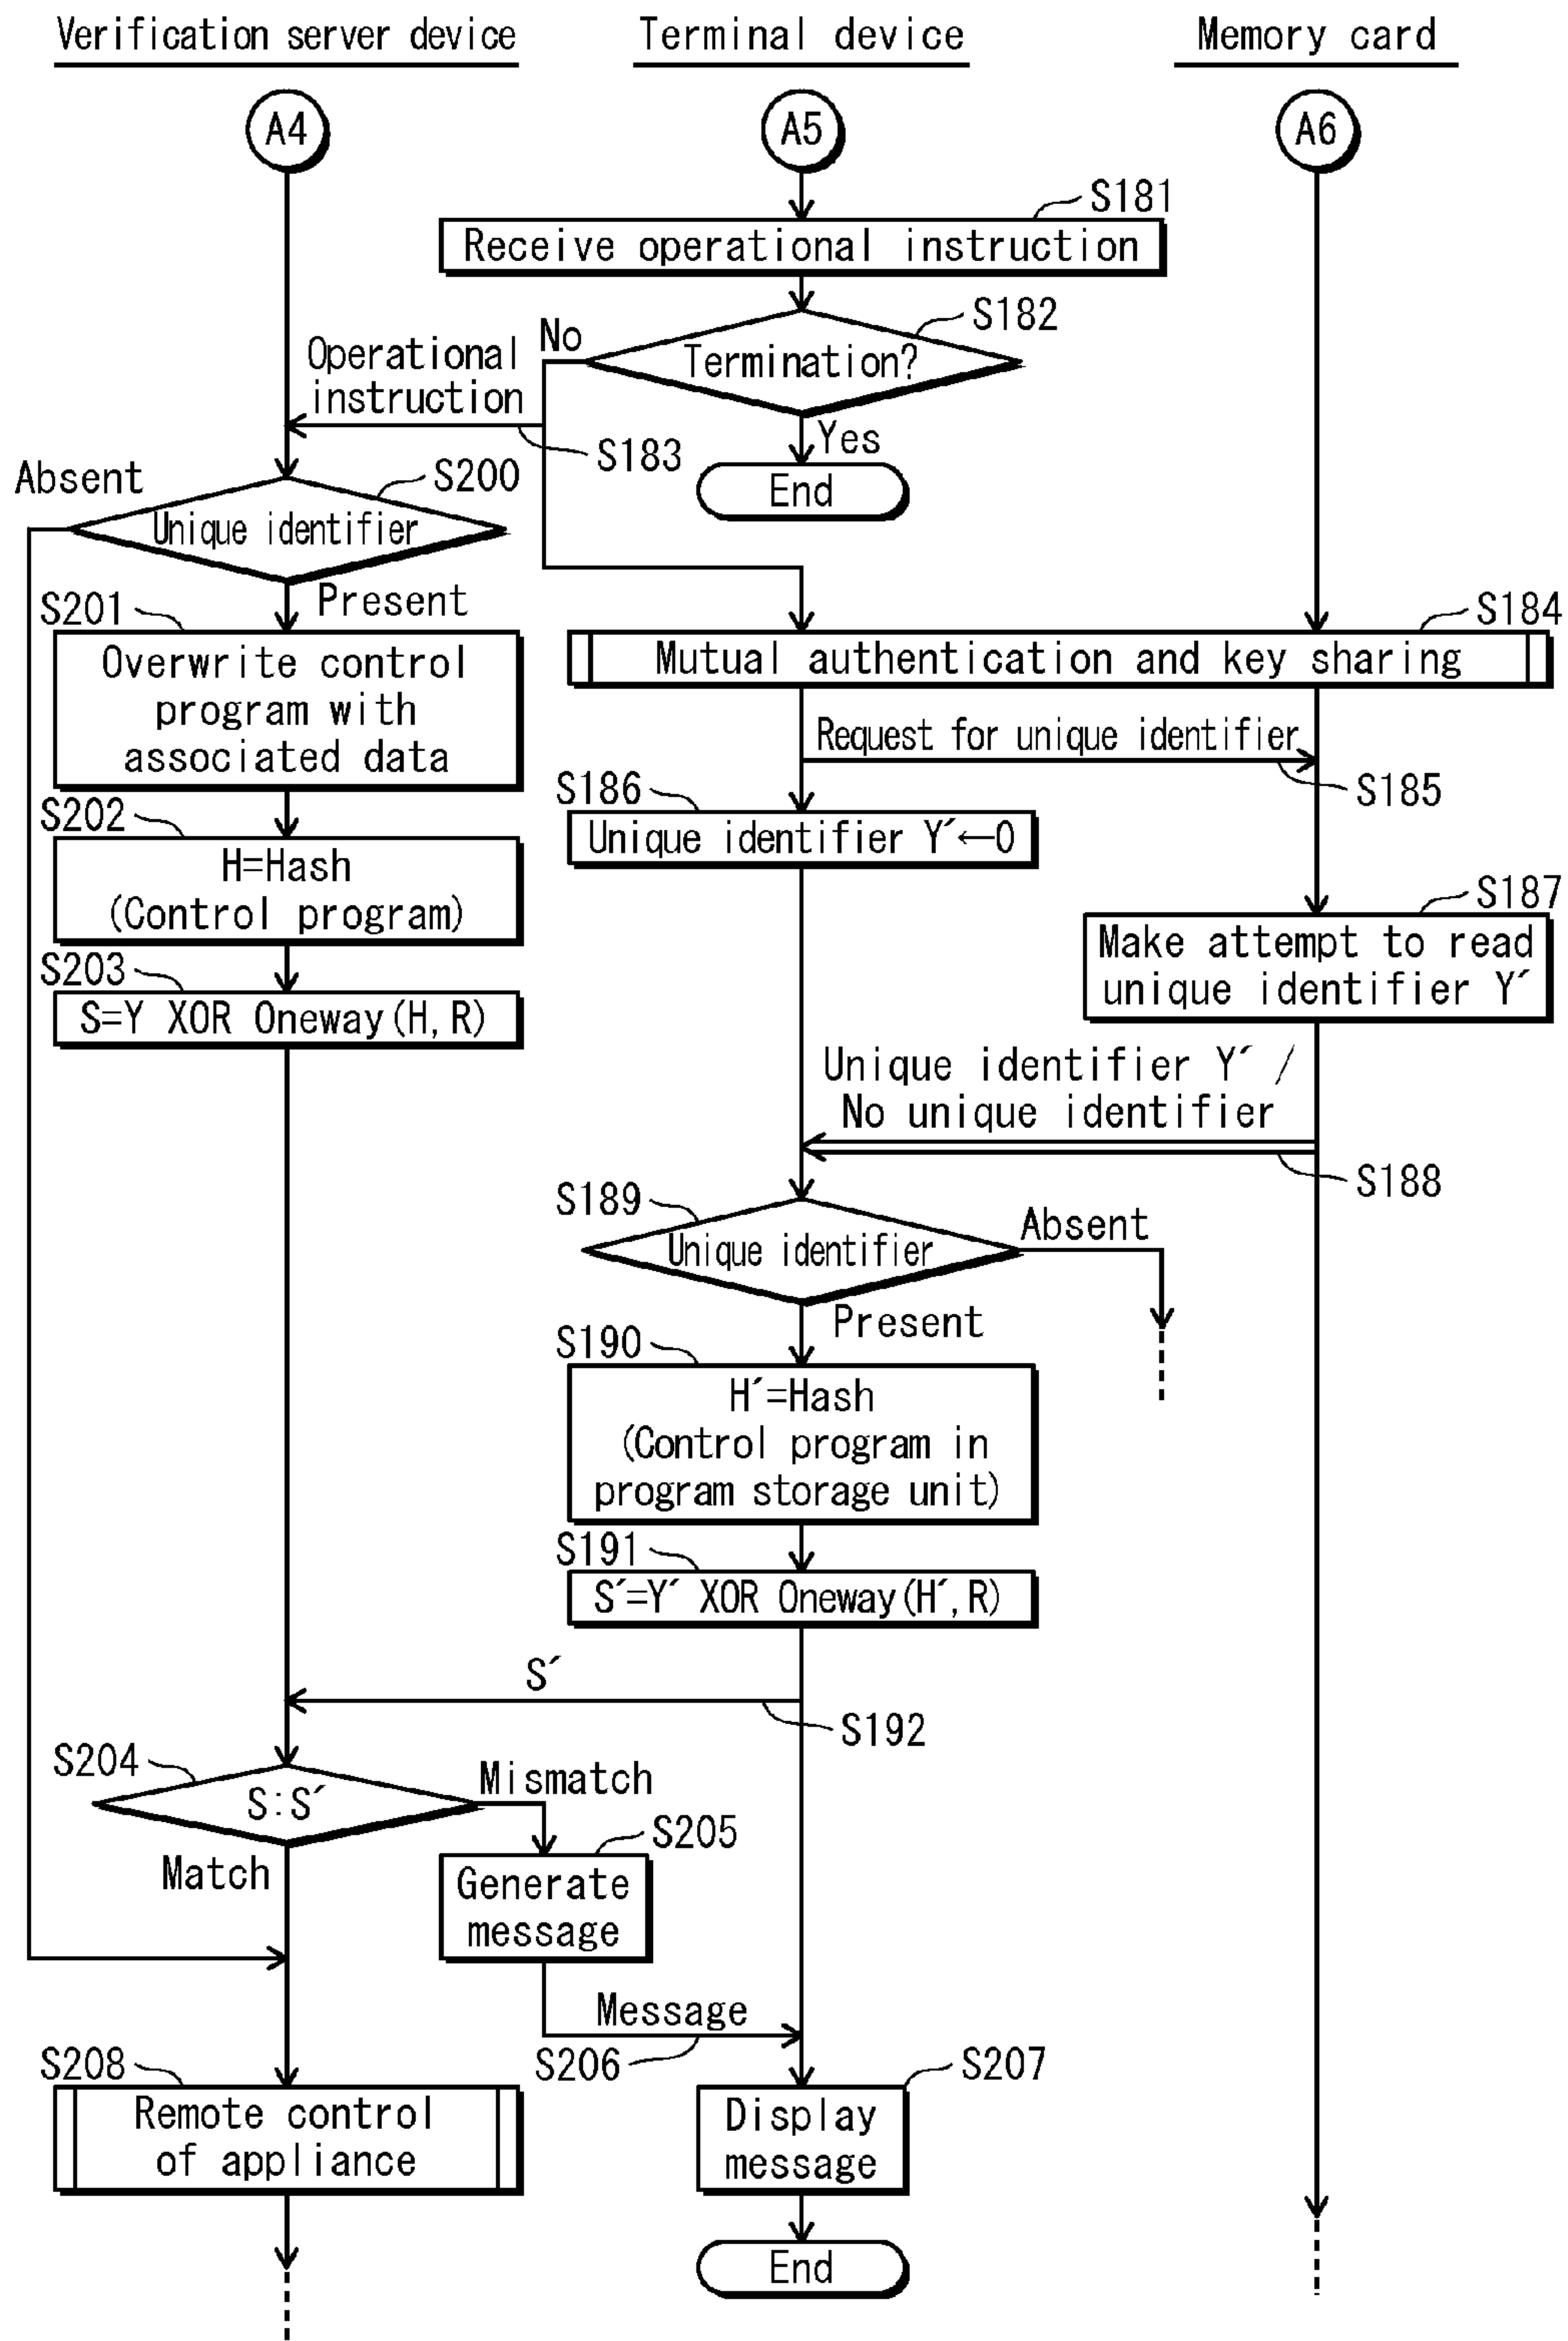 Verification server device
Terminal device
Memory card
A4
A5
A6
S181
Receive operational instruction
S182
No
Termination?
Operational
instruction
S183
Yes
End
Absent
S200
Unique identifier
Present
S201
Overwrite control
program with
associated data
S184
Mutual authentication and key sharing
Request for unique identifier
S185
S186
Unique identifier Y´←0
S202
H=Hash
(Control program)
S187
Make attempt to read
unique identifier Y´
S203
S=Y XOR Oneway(H,R)
Unique identifier Y´ /
No unique identifier
S188
S189
Unique identifier
Absent
Present
S190
H´=Hash
(Control program in
program storage unit)
S191
S´=Y´ XOR Oneway(H´,R)
S´
S192
S204
S:S´
Mismatch
Match
S205
Generate
message
Message
S206
S208
Remote control
of appliance
S207
Display
message
End